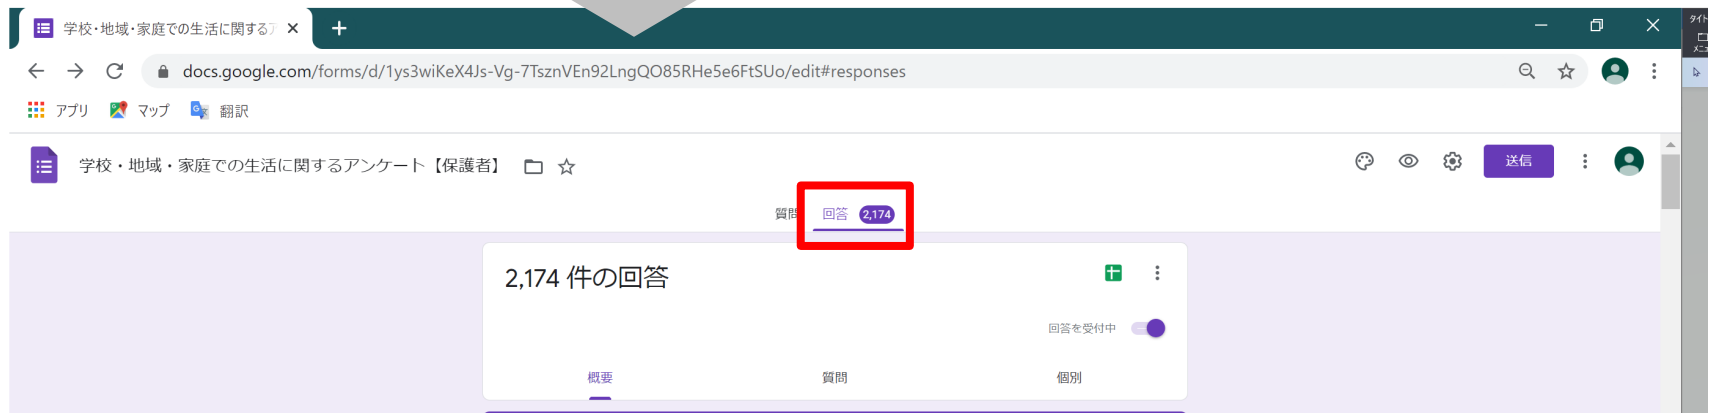 学校・地域・家庭での生活に関するア
docs.google.com/forms/d/1ys3wiKeX4Js-Vg-7TsznVEn92LngQO85RHe5e6FtSUo/edit#responses
アプリ マップ 翻訳
学校・地域・家庭での生活に関するアンケート【保護者】 送信
質問 回答 2,174
2,174 件の回答
回答を受付中
概要 質問 個別